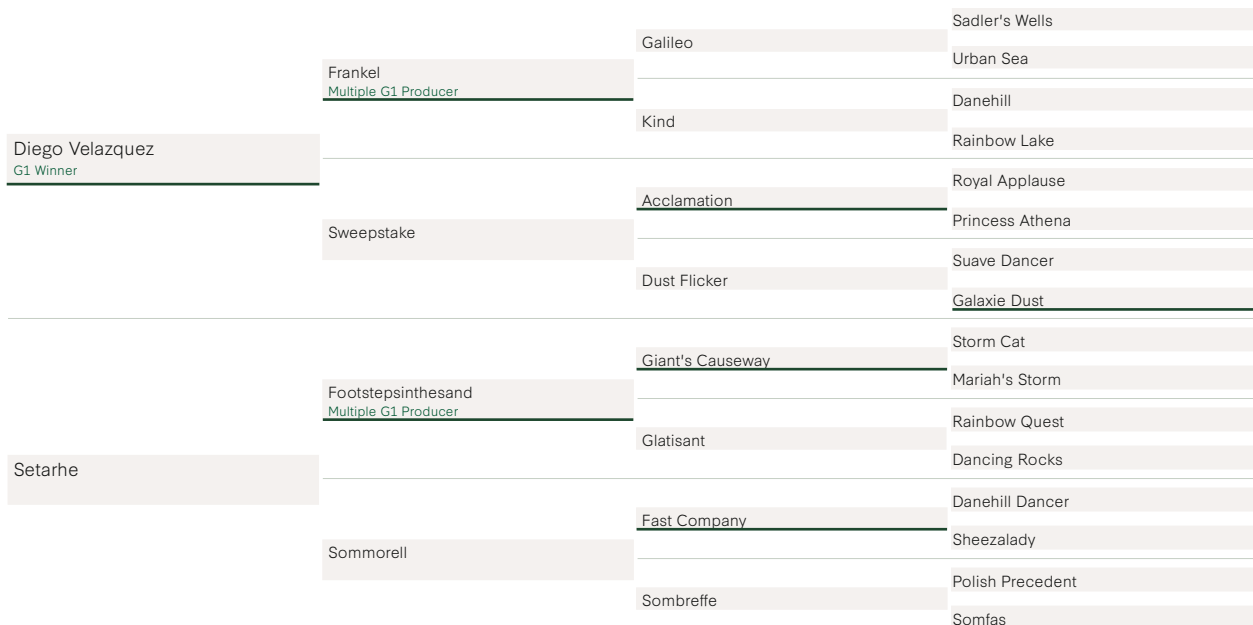 Diego Velazquez
G1 Winner
Setarhe
Frankel
Multiple G1 Producer
Sweepstake
Footstepsinthesand
Multiple G1 Producer
Sommorell
Galileo
Kind
Acclamation
Dust Flicker
Giant's Causeway
Glatisant
Fast Company
Sombreffe
Sadler's Wells
Urban Sea
Danehill
Rainbow Lake
Royal Applause
Princess Athena
Suave Dancer
Galaxie Dust
Storm Cat
Mariah's Storm
Rainbow Quest
Dancing Rocks
Danehill Dancer
Sheezalady
Polish Precedent
Somfas